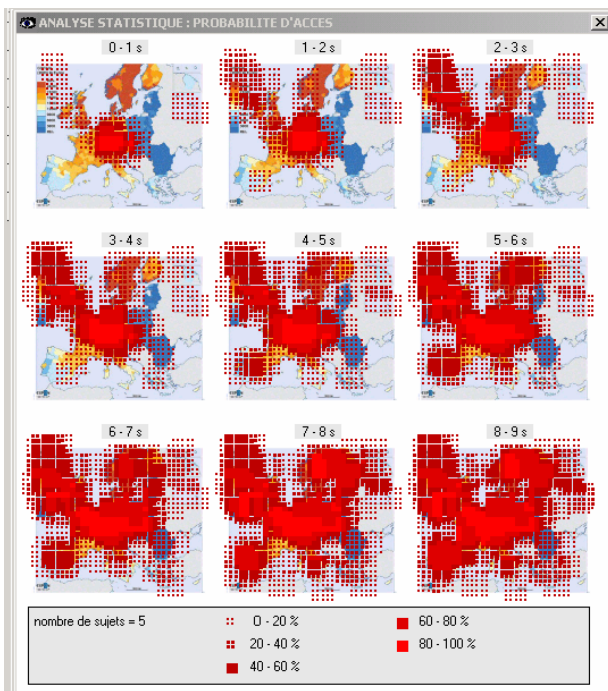 ANALYSE STATISTIQUE : PROBABILITE D'ACCES
0 - 1 s
1 - 2 s
2 - 3 s
3 - 4 s
4 - 5 s
5 - 6 s
6 - 7 s
7 - 8 s
8 - 9 s
nombre de sujets = 5
0 - 20 %
60 - 80 %
20 - 40 %
80 - 100 %
40 - 60 %